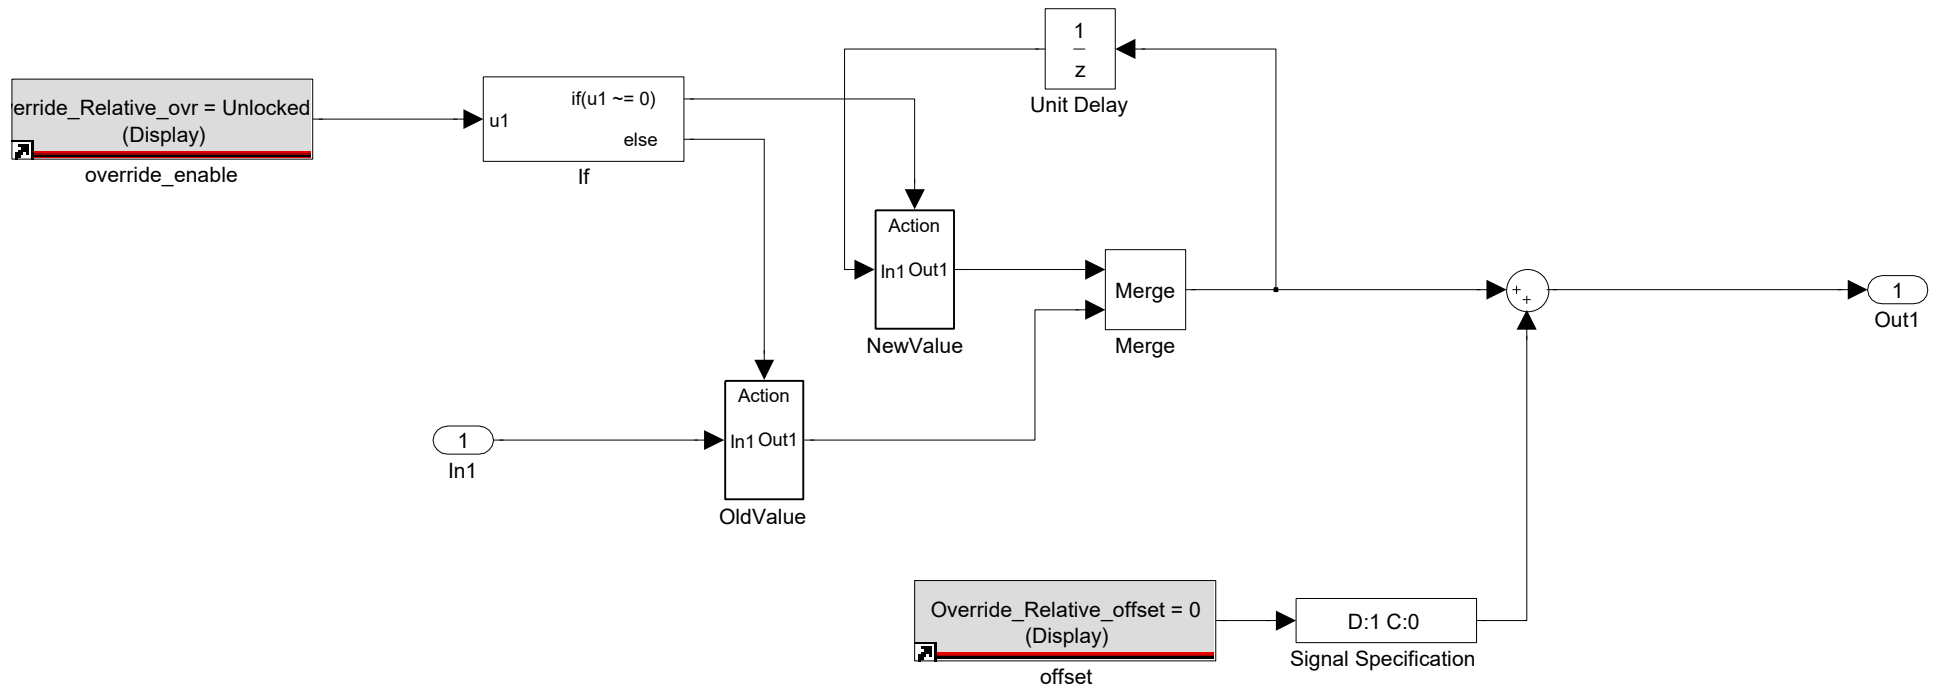 1
z
Unit Delay
erride_Relative_ovr = Unlocked
(Display)
override_enable
u1
if(u1 ~= 0)
else
If
Action
In1 Out1
NewValue
Merge
Merge
+
+
1
Out1
Action
In1 Out1
OldValue
1
In1
Override_Relative_offset = 0
(Display)
offset
D:1 C:0
Signal Specification